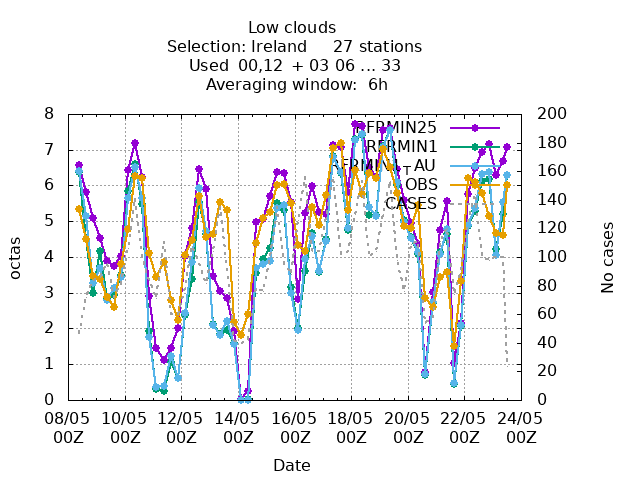 Low clouds
Selection: Ireland 27 stations
Used 00,12 + 03 06 ... 33
Averaging window: 6h
8 200
RERMIN25
7 180
RERMIN1
160
6 OBS
140
CASES
5 120
octas No cases
4 100
80
3
60
2
40
1
20
0 0
08/05 10/05 12/05 14/05 16/05 18/05 20/05 22/05 24/05
00Z 00Z 00Z 00Z 00Z 00Z 00Z 00Z 00Z
Date